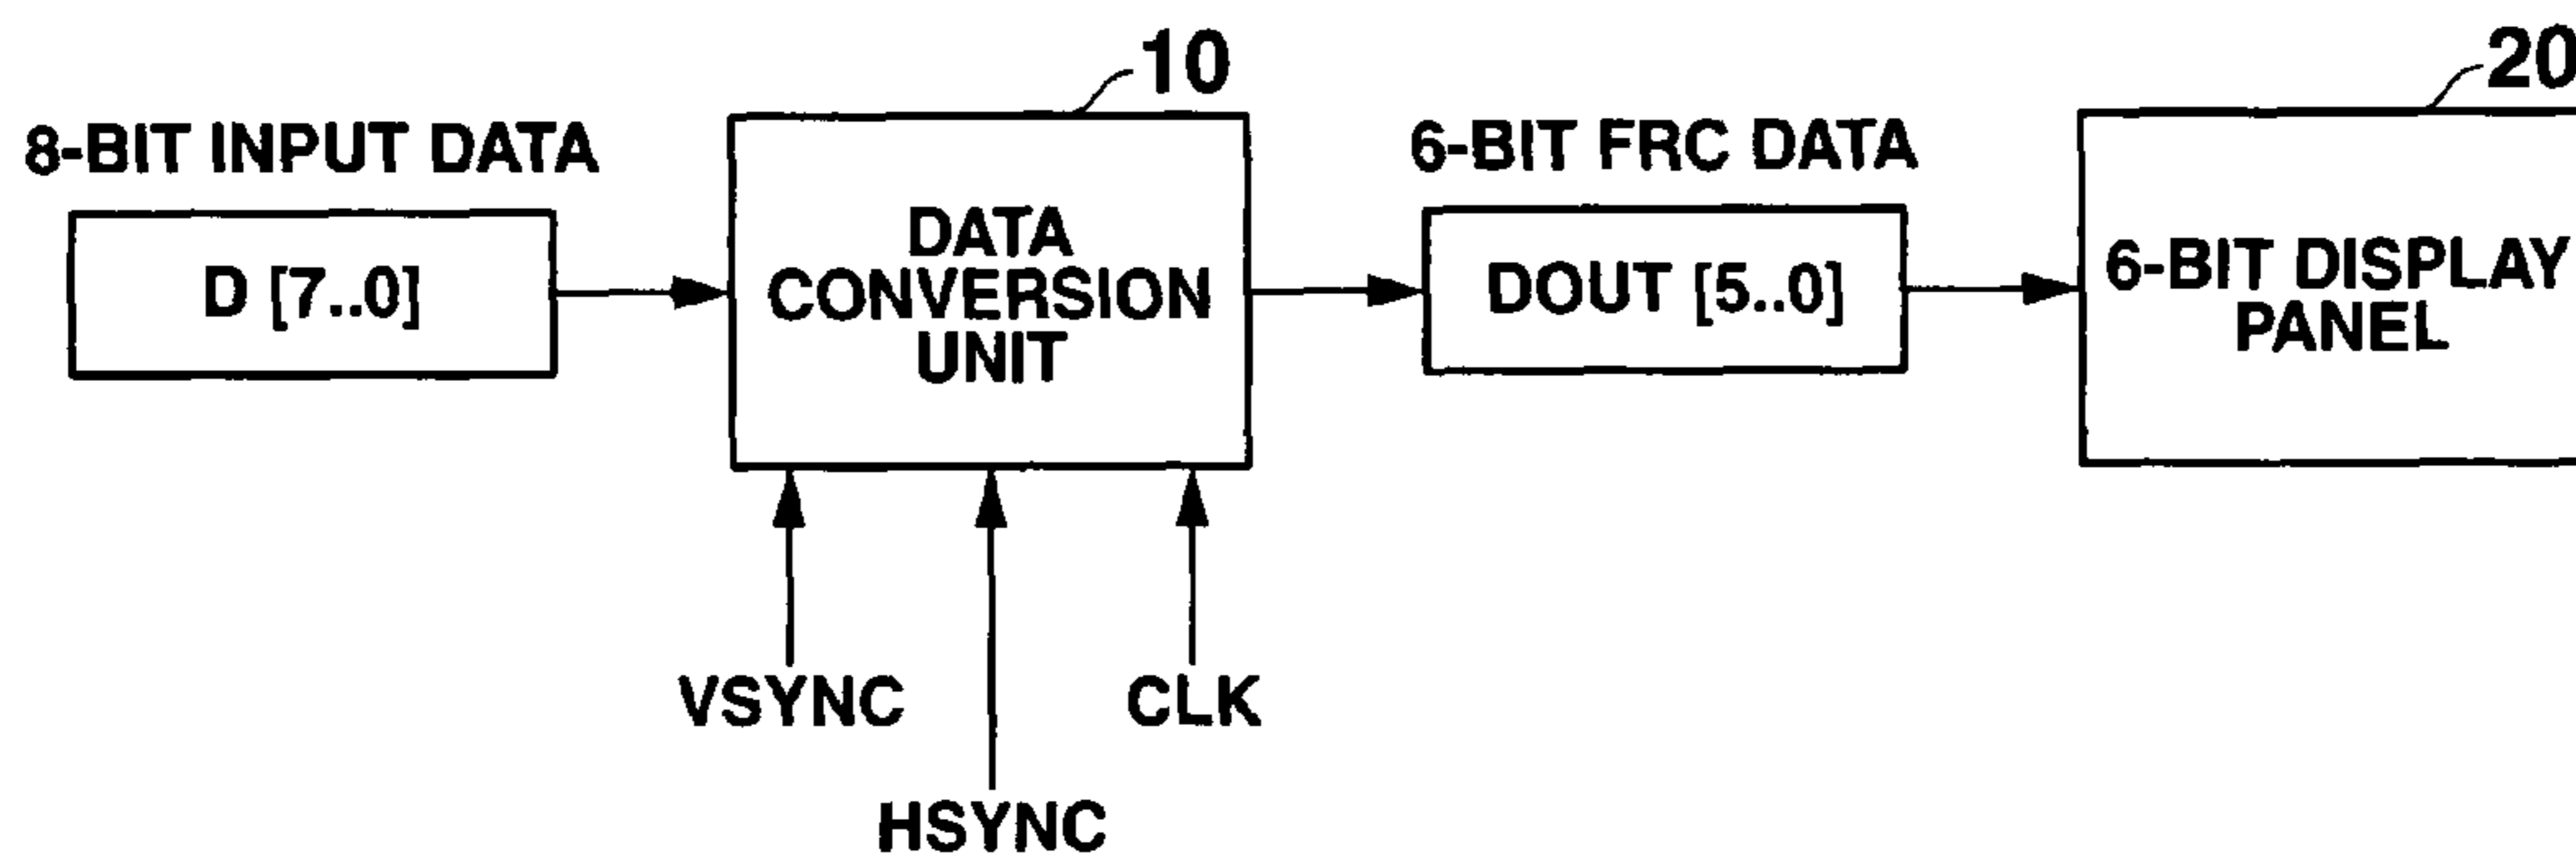 10
20
8-BIT INPUT DATA
6-BIT FRC DATA
D [7..0]
DATA
CONVERSION
UNIT
DOUT [5..0]
6-BIT DISPLAY
PANEL
VSYNC
CLK
HSYNC